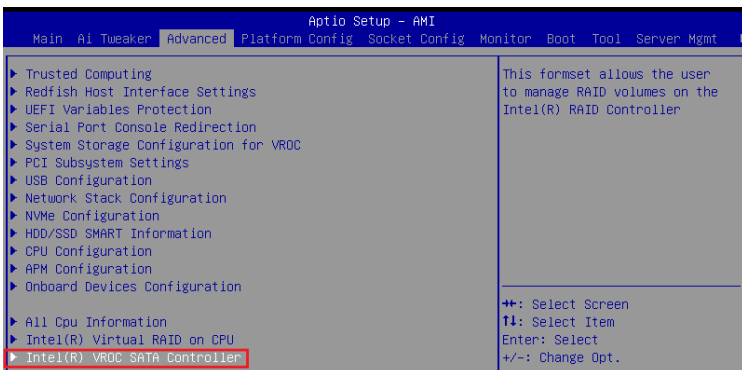 Aptio Setup – AMI
Main Ai Tweaker Advanced Platform Config Socket Config Monitor Boot Tool Server Mgmt
Trusted Computing
Redfish Host Interface Settings
UEFI Variables Protection
Serial Port Console Redirection
System Storage Configuration for VROC
PCI Subsystem Settings
USB Configuration
Network Stack Configuration
NVMe Configuration
HDD/SSD SMART Information
CPU Configuration
APM Configuration
Onboard Devices Configuration
All Cpu Information
Intel(R) Virtual RAID on CPU
Intel(R) VROC SATA Controller
This formset allows the user
to manage RAID volumes on the
Intel(R) RAID Controller
→←: Select Screen
↑↓: Select Item
Enter: Select
+/-: Change Opt.